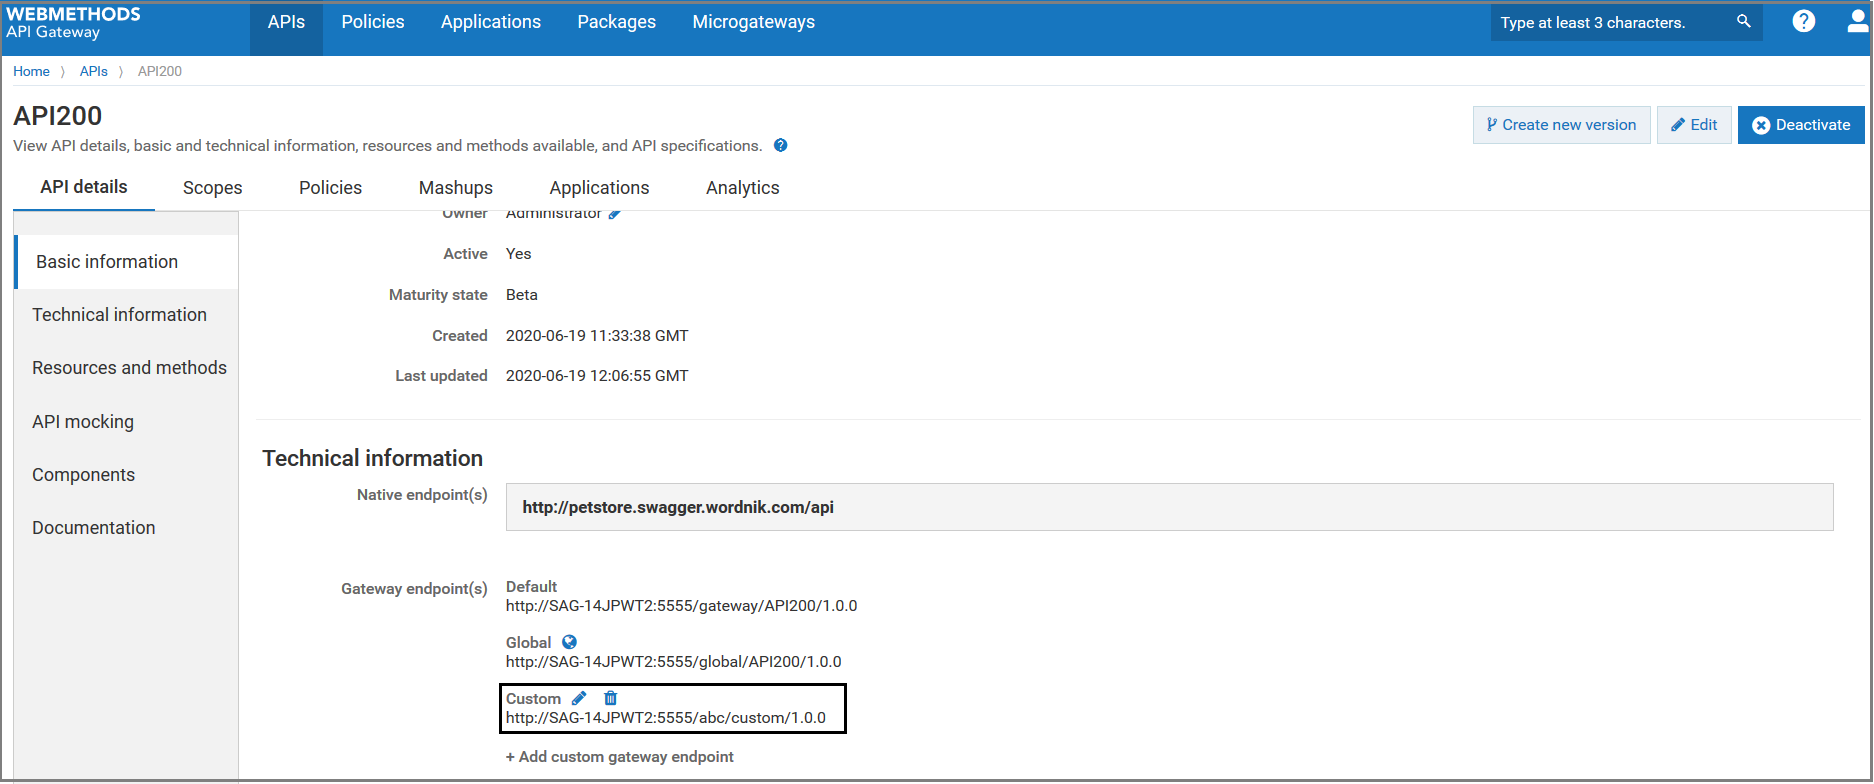 WEBMETHODS
API Gateway
APIs Policies Applications Packages Microgateways
Type at least 3 characters.
Home 〉 APIs 〉 API200
API200
Create new version Edit Deactivate
View API details, basic and technical information, resources and methods available, and API specifications.
API details Scopes Policies Mashups Applications Analytics
Basic information
Technical information
Resources and methods
API mocking
Components
Documentation
Owner Administrator
Active Yes
Maturity state Beta
Created 2020-06-19 11:33:38 GMT
Last updated 2020-06-19 12:06:55 GMT
Technical information
Native endpoint(s) http://petstore.swagger.wordnik.com/api
Gateway endpoint(s) Default
http://SAG-14JPWT2:5555/gateway/API200/1.0.0
Global
http://SAG-14JPWT2:5555/global/API200/1.0.0
Custom
http://SAG-14JPWT2:5555/abc/custom/1.0.0
+ Add custom gateway endpoint